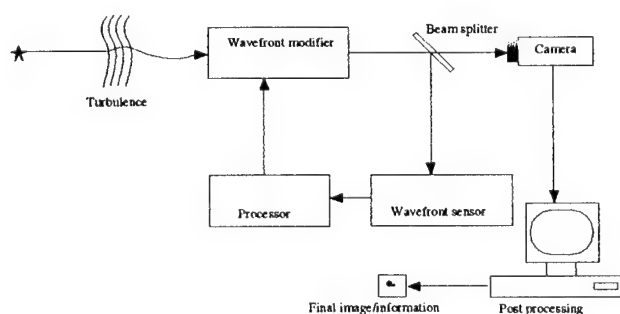 Beam splitter
Wavefront modifier
Camera
Turbulence
Processor
Wavefront sensor
Final image/information
Post processing